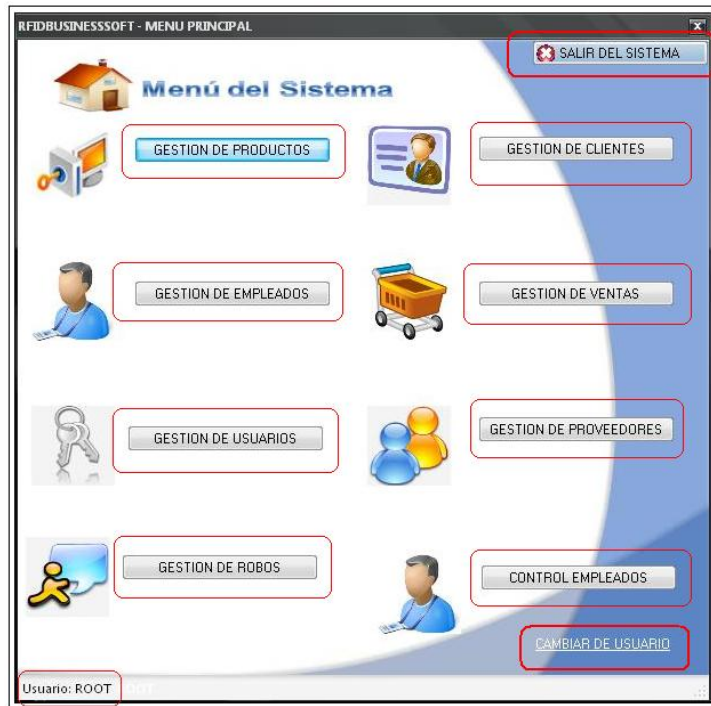 RFIDBUSINESSSOFT - MENU PRINCIPAL
SALIR DEL SISTEMA
Menú del Sistema
GESTION DE PRODUCTOS
GESTION DE CLIENTES
GESTION DE EMPLEADOS
GESTION DE VENTAS
GESTION DE USUARIOS
GESTION DE PROVEEDORES
GESTION DE ROBOS
CONTROL EMPLEADOS
CAMBIAR DE USUARIO
Usuario: ROOT